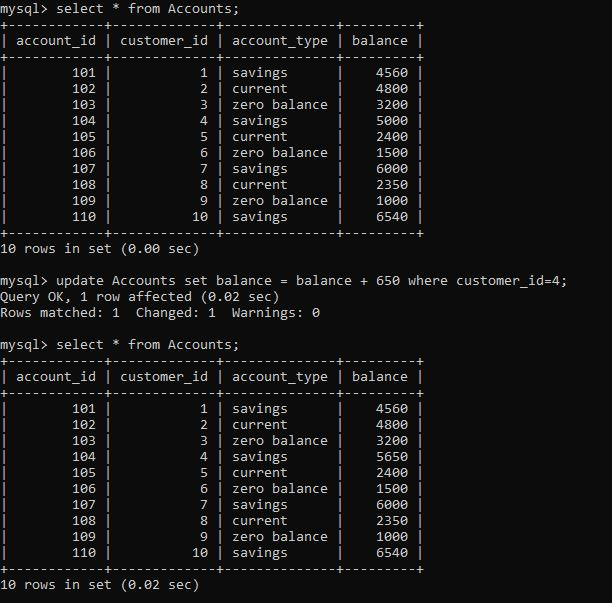 mysql> select * from Accounts;
+------------+-------------+--------------+---------+
| account_id | customer_id | account_type | balance |
+------------+-------------+--------------+---------+
|        101 |           1 | savings      |    4560 |
|        102 |           2 | current      |    4800 |
|        103 |           3 | zero balance |    3200 |
|        104 |           4 | savings      |    5000 |
|        105 |           5 | current      |    2400 |
|        106 |           6 | zero balance |    1500 |
|        107 |           7 | savings      |    6000 |
|        108 |           8 | current      |    2350 |
|        109 |           9 | zero balance |    1000 |
|        110 |          10 | savings      |    6540 |
+------------+-------------+--------------+---------+
10 rows in set (0.00 sec)

mysql> update Accounts set balance = balance + 650 where customer_id=4;
Query OK, 1 row affected (0.02 sec)
Rows matched: 1  Changed: 1  Warnings: 0

mysql> select * from Accounts;
+------------+-------------+--------------+---------+
| account_id | customer_id | account_type | balance |
+------------+-------------+--------------+---------+
|        101 |           1 | savings      |    4560 |
|        102 |           2 | current      |    4800 |
|        103 |           3 | zero balance |    3200 |
|        104 |           4 | savings      |    5650 |
|        105 |           5 | current      |    2400 |
|        106 |           6 | zero balance |    1500 |
|        107 |           7 | savings      |    6000 |
|        108 |           8 | current      |    2350 |
|        109 |           9 | zero balance |    1000 |
|        110 |          10 | savings      |    6540 |
+------------+-------------+--------------+---------+
10 rows in set (0.02 sec)